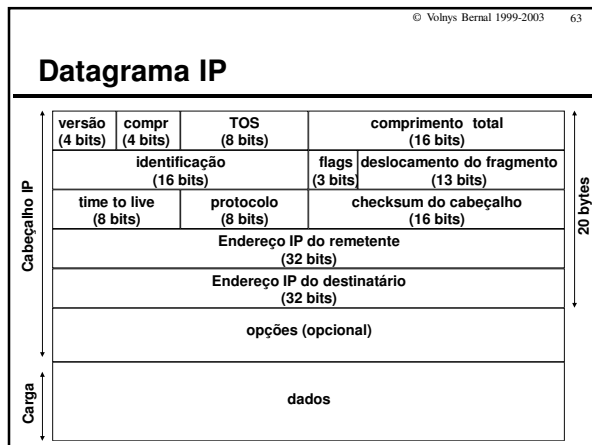 © Volnys Bernal 1999-2003 63
Datagrama IP
versão compr TOS comprimento total
(4 bits) (4 bits) (8 bits) (16 bits)
identificação flags deslocamento do fragmento
(16 bits) (3 bits) (13 bits)
time to live protocolo checksum do cabeçalho
(8 bits) (8 bits) (16 bits)
Endereço IP do remetente
(32 bits)
Endereço IP do destinatário
(32 bits)
opções (opcional)
dados
Cabeçalho IP
Carga
20 bytes